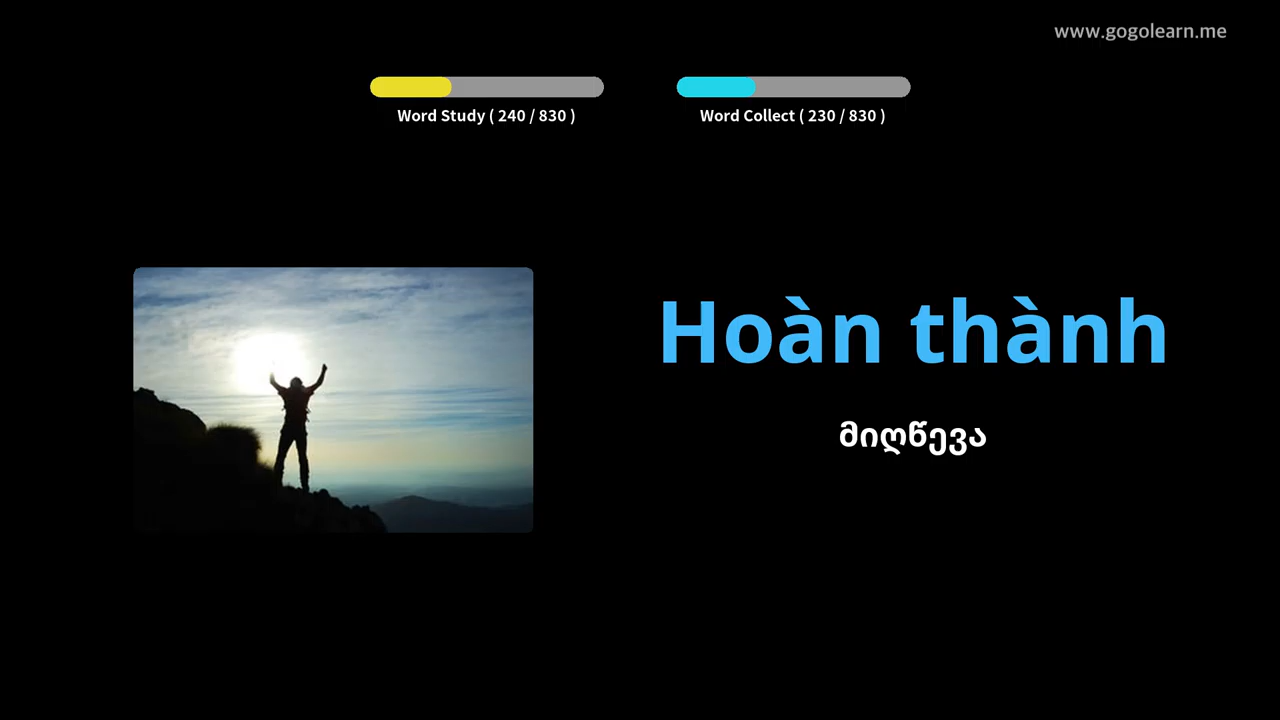 www.gogolearn.me
Word Study ( 240 / 830 )
Word Collect ( 230 / 830 )
Hoàn thành
მიღწევა